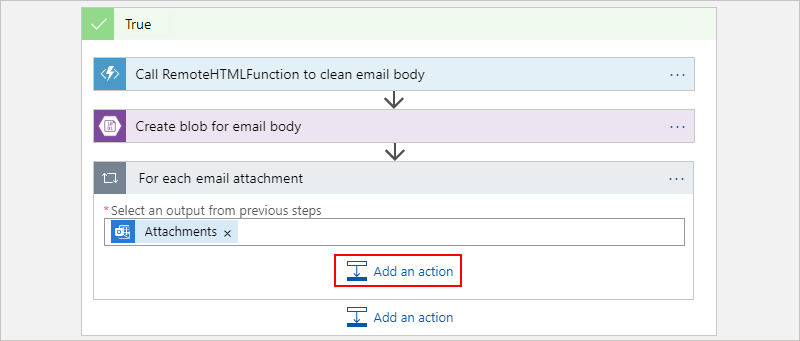 True
Call RemoteHTMLFunction to clean email body
Create blob for email body
For each email attachment
* Select an output from previous steps
Attachments ×
Add an action
Add an action